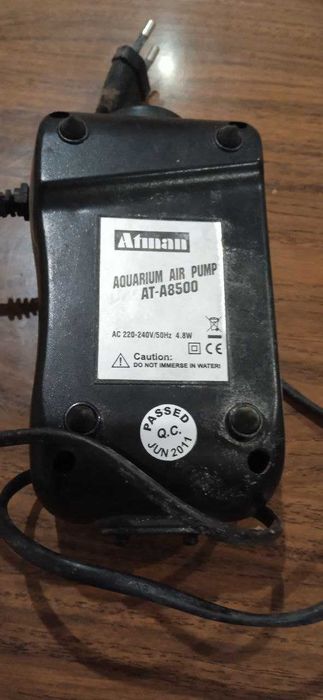 Atman
AQUARIUM AIR PUMP
AT-A8500
AC 220-240V/50Hz 4.8W
CE
Caution:
DO NOT IMMERSE IN WATER!
PASSED
Q.C.
JUN 2011